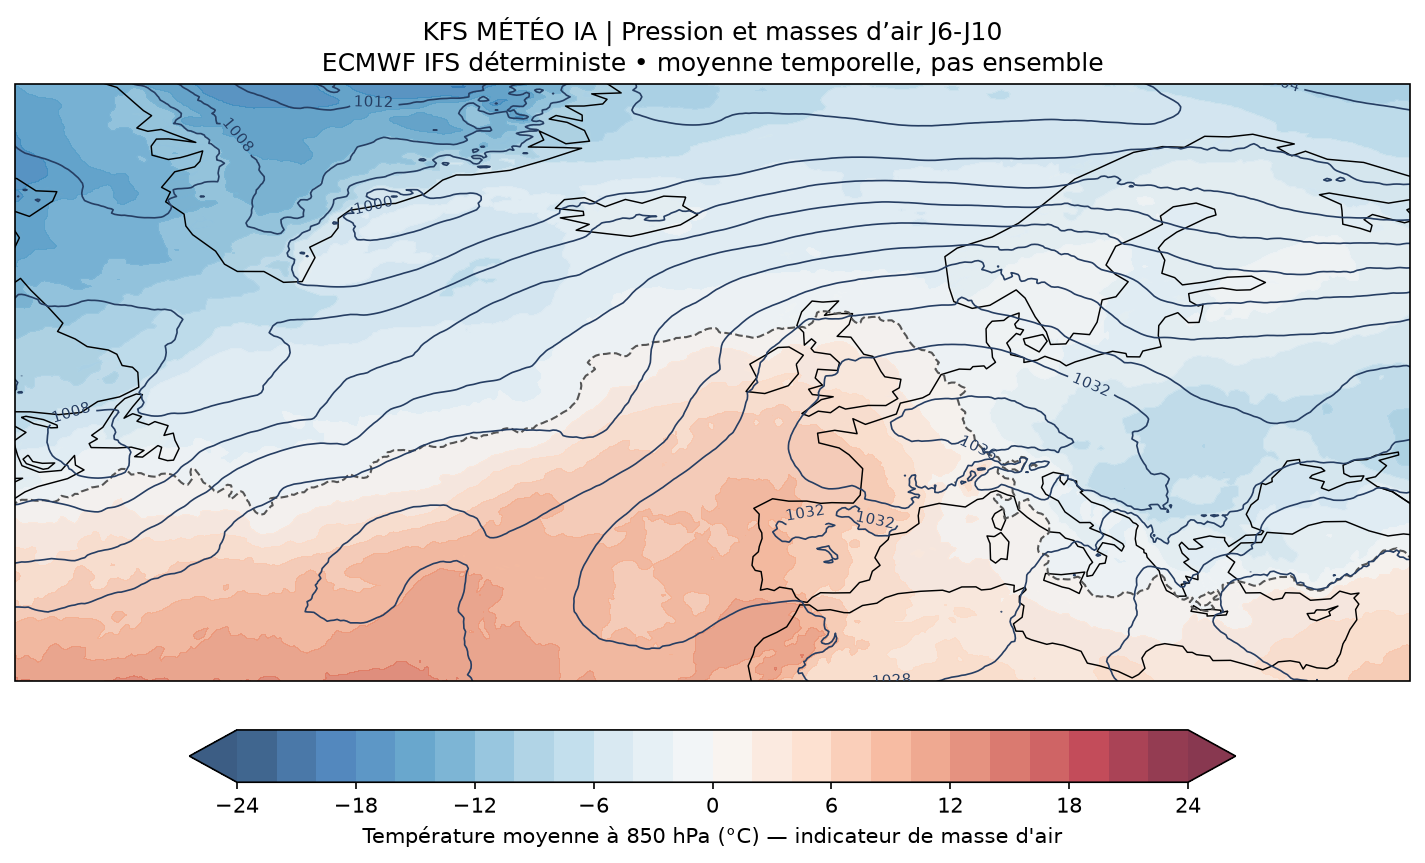 KFS MÉTÉO IA | Pression et masses d’air J6-J10
ECMWF IFS déterministe • moyenne temporelle, pas ensemble
1012
1008
1000
1032
1008
1036
1032
1032
1028
−24 −18 −12 −6 0 6 12 18 24
Température moyenne à 850 hPa (°C) — indicateur de masse d'air